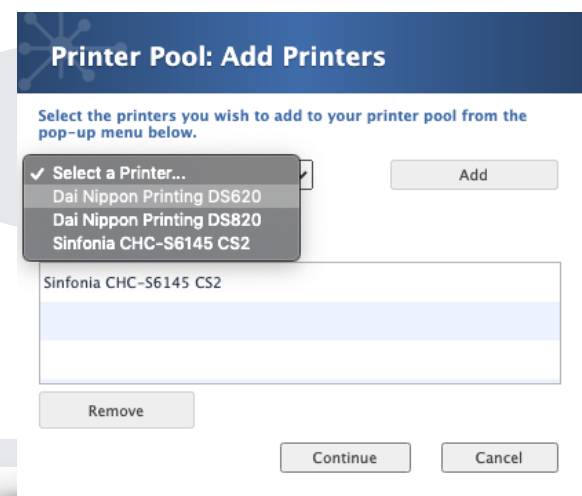 Printer Pool: Add Printers
Select the printers you wish to add to your printer pool from the
pop-up menu below.
✓ Select a Printer...
Add
Dai Nippon Printing DS620
Dai Nippon Printing DS820
Sinfonia CHC-S6145 CS2
Sinfonia CHC-S6145 CS2
Remove
Continue
Cancel